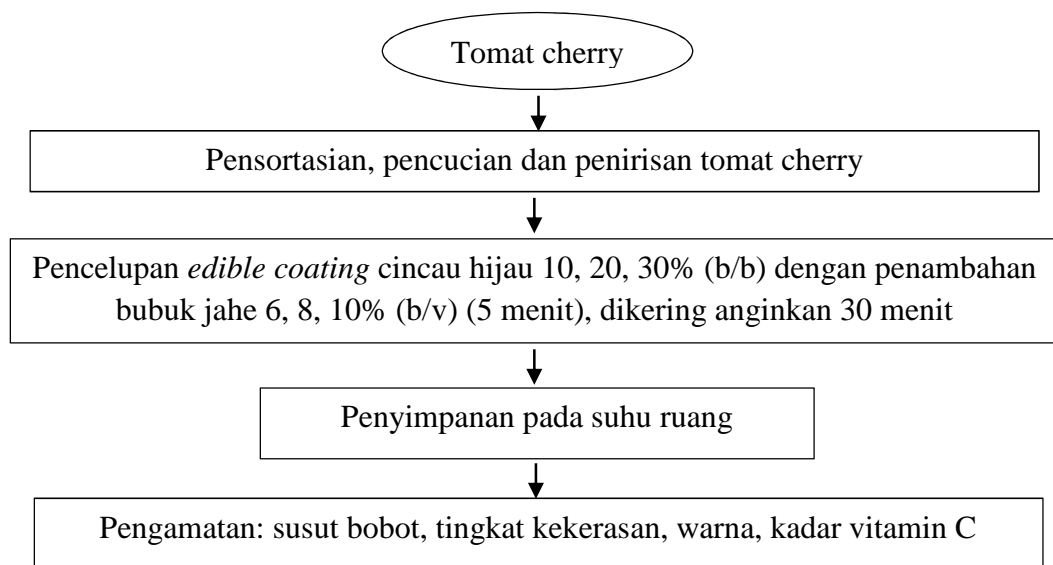 Tomat cherry
Pensortasian, pencucian dan penirisan tomat cherry
Pencelupan edible coating cincau hijau 10, 20, 30% (b/b) dengan penambahan
bubuk jahe 6, 8, 10% (b/v) (5 menit), dikering anginkan 30 menit
Penyimpanan pada suhu ruang
Pengamatan: susut bobot, tingkat kekerasan, warna, kadar vitamin C